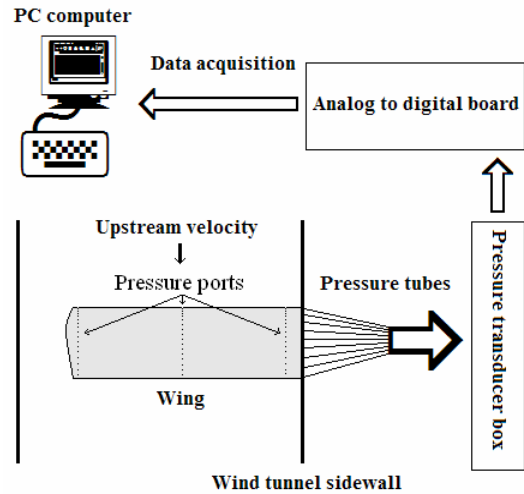 PC computer
Data acquisition
Analog to digital board
Upstream velocity
Pressure ports
Pressure tubes
Pressure transducer box
Wing
Wind tunnel sidewall